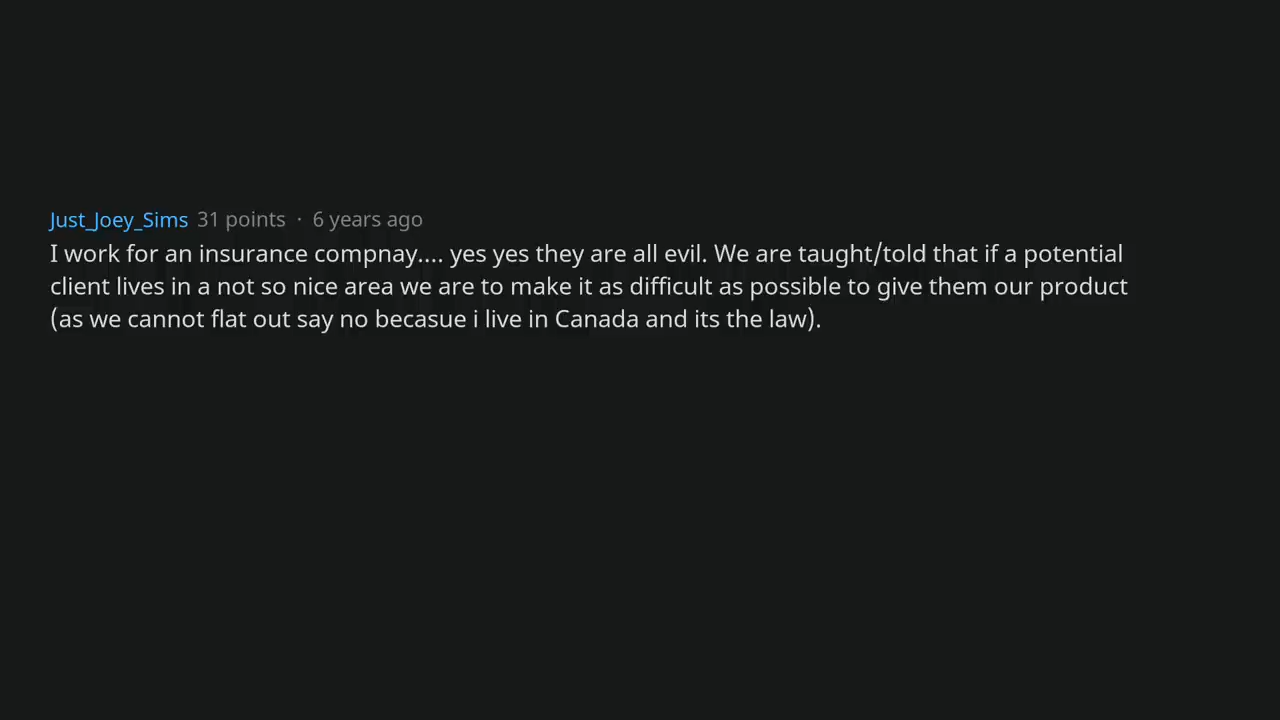 Just_Joey_Sims 31 points · 6 years ago
I work for an insurance compnay.... yes yes they are all evil. We are taught/told that if a potential
client lives in a not so nice area we are to make it as difficult as possible to give them our product
(as we cannot flat out say no becasue i live in Canada and its the law).